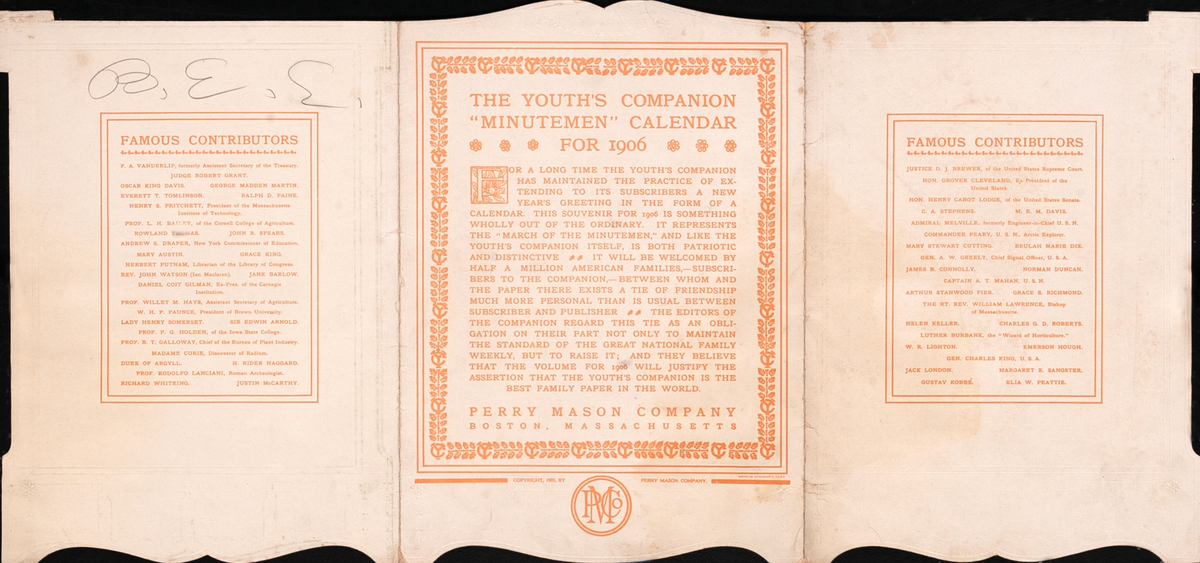 R. E. E.
FAMOUS CONTRIBUTORS
F. A. VANDERLIP, formerly Assistant Secretary of the Treasury.
JUDGE ROBERT GRANT.
OSCAR KING DAVIS. GEORGE MADDEN MARTIN.
EVERETT T. TOMLINSON. RALPH D. PAINE.
HENRY S. PRITCHETT, President of the Massachusetts
Institute of Technology.
PROF. L. H. BAILEY, of the Cornell College of Agriculture.
ROWLAND THOMAS. JOHN R. SPEARS.
ANDREW S. DRAPER, New York Commissioner of Education.
MARY AUSTIN. GRACE KING.
HERBERT PUTNAM, Librarian of the Library of Congress.
REV. JOHN WATSON (Ian Maclaren). JANE BARLOW.
DANIEL COIT GILMAN, Ex-Pres. of the Carnegie
Institution.
PROF. WILLET M. HAYS, Assistant Secretary of Agriculture.
W. H. P. FAUNCE, President of Brown University.
LADY HENRY SOMERSET. SIR EDWIN ARNOLD.
PROF. P. G. HOLDEN, of the Iowa State College.
PROF. B. T. GALLOWAY, Chief of the Bureau of Plant Industry.
MADAME CURIE, Discoverer of Radium.
DUKE OF ARGYLL. H. RIDER HAGGARD.
PROF. RODOLFO LANCIANI, Roman Archeologist.
RICHARD WHITEING. JUSTIN McCARTHY.
THE YOUTH'S COMPANION
"MINUTEMEN" CALENDAR
FOR 1906
FOR A LONG TIME THE YOUTH'S COMPANION
HAS MAINTAINED THE PRACTICE OF EX-
TENDING TO ITS SUBSCRIBERS A NEW
YEAR'S GREETING IN THE FORM OF A
CALENDAR. THIS SOUVENIR FOR 1906 IS SOMETHING
WHOLLY OUT OF THE ORDINARY. IT REPRESENTS
THE "MARCH OF THE MINUTEMEN," AND LIKE THE
YOUTH'S COMPANION ITSELF, IS BOTH PATRIOTIC
AND DISTINCTIVE IT WILL BE WELCOMED BY
HALF A MILLION AMERICAN FAMILIES,—SUBSCRI-
BERS TO THE COMPANION,—BETWEEN WHOM AND
THE PAPER THERE EXISTS A TIE OF FRIENDSHIP
MUCH MORE PERSONAL THAN IS USUAL BETWEEN
SUBSCRIBER AND PUBLISHER THE EDITORS OF
THE COMPANION REGARD THIS TIE AS AN OBLI-
GATION ON THEIR PART NOT ONLY TO MAINTAIN
THE STANDARD OF THE GREAT NATIONAL FAMILY
WEEKLY, BUT TO RAISE IT; AND THEY BELIEVE
THAT THE VOLUME FOR 1906 WILL JUSTIFY THE
ASSERTION THAT THE YOUTH'S COMPANION IS THE
BEST FAMILY PAPER IN THE WORLD.
PERRY MASON COMPANY
BOSTON, MASSACHUSETTS
COPYRIGHT, 1905, BY PERRY MASON COMPANY.
PMCo
FAMOUS CONTRIBUTORS
JUSTICE D. J. BREWER, of the United States Supreme Court.
HON. GROVER CLEVELAND, Ex-President of the
United States.
HON. HENRY CABOT LODGE, of the United States Senate.
C. A. STEPHENS. M. E. M. DAVIS.
ADMIRAL MELVILLE, formerly Engineer-in-Chief U. S. N.
COMMANDER PEARY, U. S. N., Arctic Explorer.
MARY STEWART CUTTING. BEULAH MARIE DIX.
GEN. A. W. GREELY, Chief Signal Officer, U. S. A.
JAMES B. CONNOLLY. NORMAN DUNCAN.
CAPTAIN A. T. MAHAN, U. S. N.
ARTHUR STANWOOD PIER. GRACE S. RICHMOND.
THE RT. REV. WILLIAM LAWRENCE, Bishop
of Massachusetts.
HELEN KELLER. CHARLES G. D. ROBERTS.
LUTHER BURBANK, the "Wizard of Horticulture."
W. R. LIGHTON. EMERSON HOUGH.
GEN. CHARLES KING, U. S. A.
JACK LONDON. MARGARET E. SANGSTER.
GUSTAV KOBBÉ. ELIA W. PEATTIE.